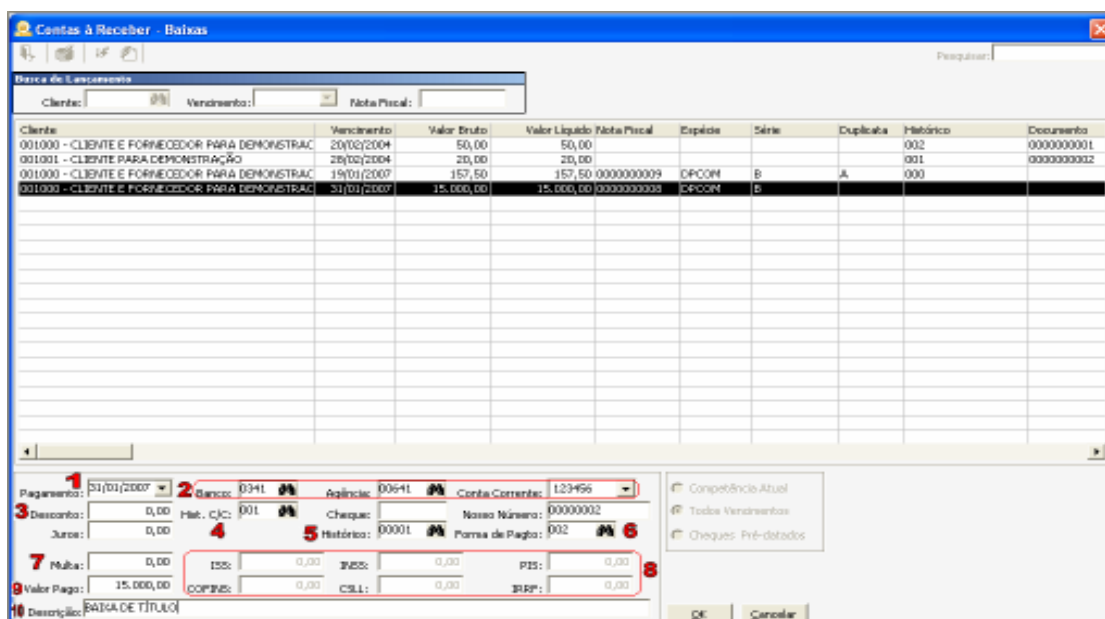 Contas à Receber - Baixas
Pesquisar:
Busca de Lançamento
Cliente: Vencimento: Nota Fiscal:
Cliente Vencimento Valor Bruto Valor Líquido Nota Fiscal Espécie Série Duplicata Histórico Documento
001000 - CLIENTE E FORNECEDOR PARA DEMONSTRAC 20/02/2004 50,00 50,00 002 0000000001
001001 - CLIENTE PARA DEMONSTRAÇÃO 28/02/2004 20,00 20,00 001 0000000002
001000 - CLIENTE E FORNECEDOR PARA DEMONSTRAC 19/01/2007 157,50 157,50 0000000009 DPCOM B A 000
001000 - CLIENTE E FORNECEDOR PARA DEMONSTRAC 31/01/2007 15.000,00 15.000,00 0000000008 DPCOM B
1 Pagamento: 31/01/2007 2 Banco: 0341 Agência: 00641 Conta Corrente: 123456 Competência Atual
3 Desconto: 0,00 Hist. C/C: 001 Cheque: Nosso Número: 00000002 Todos Vencimentos
Juros: 0,00 4 5 Histórico: 00001 Forma de Pagto: 002 6 Cheques Pré-datados
7 Multa: 0,00 ISS: 0,00 INSS: 0,00 PIS: 0,00 8
9 Valor Pago: 15.000,00 COFINS: 0,00 CSLL: 0,00 IRRF: 0,00
10 Descrição: BAIXA DE TÍTULO OK Cancelar